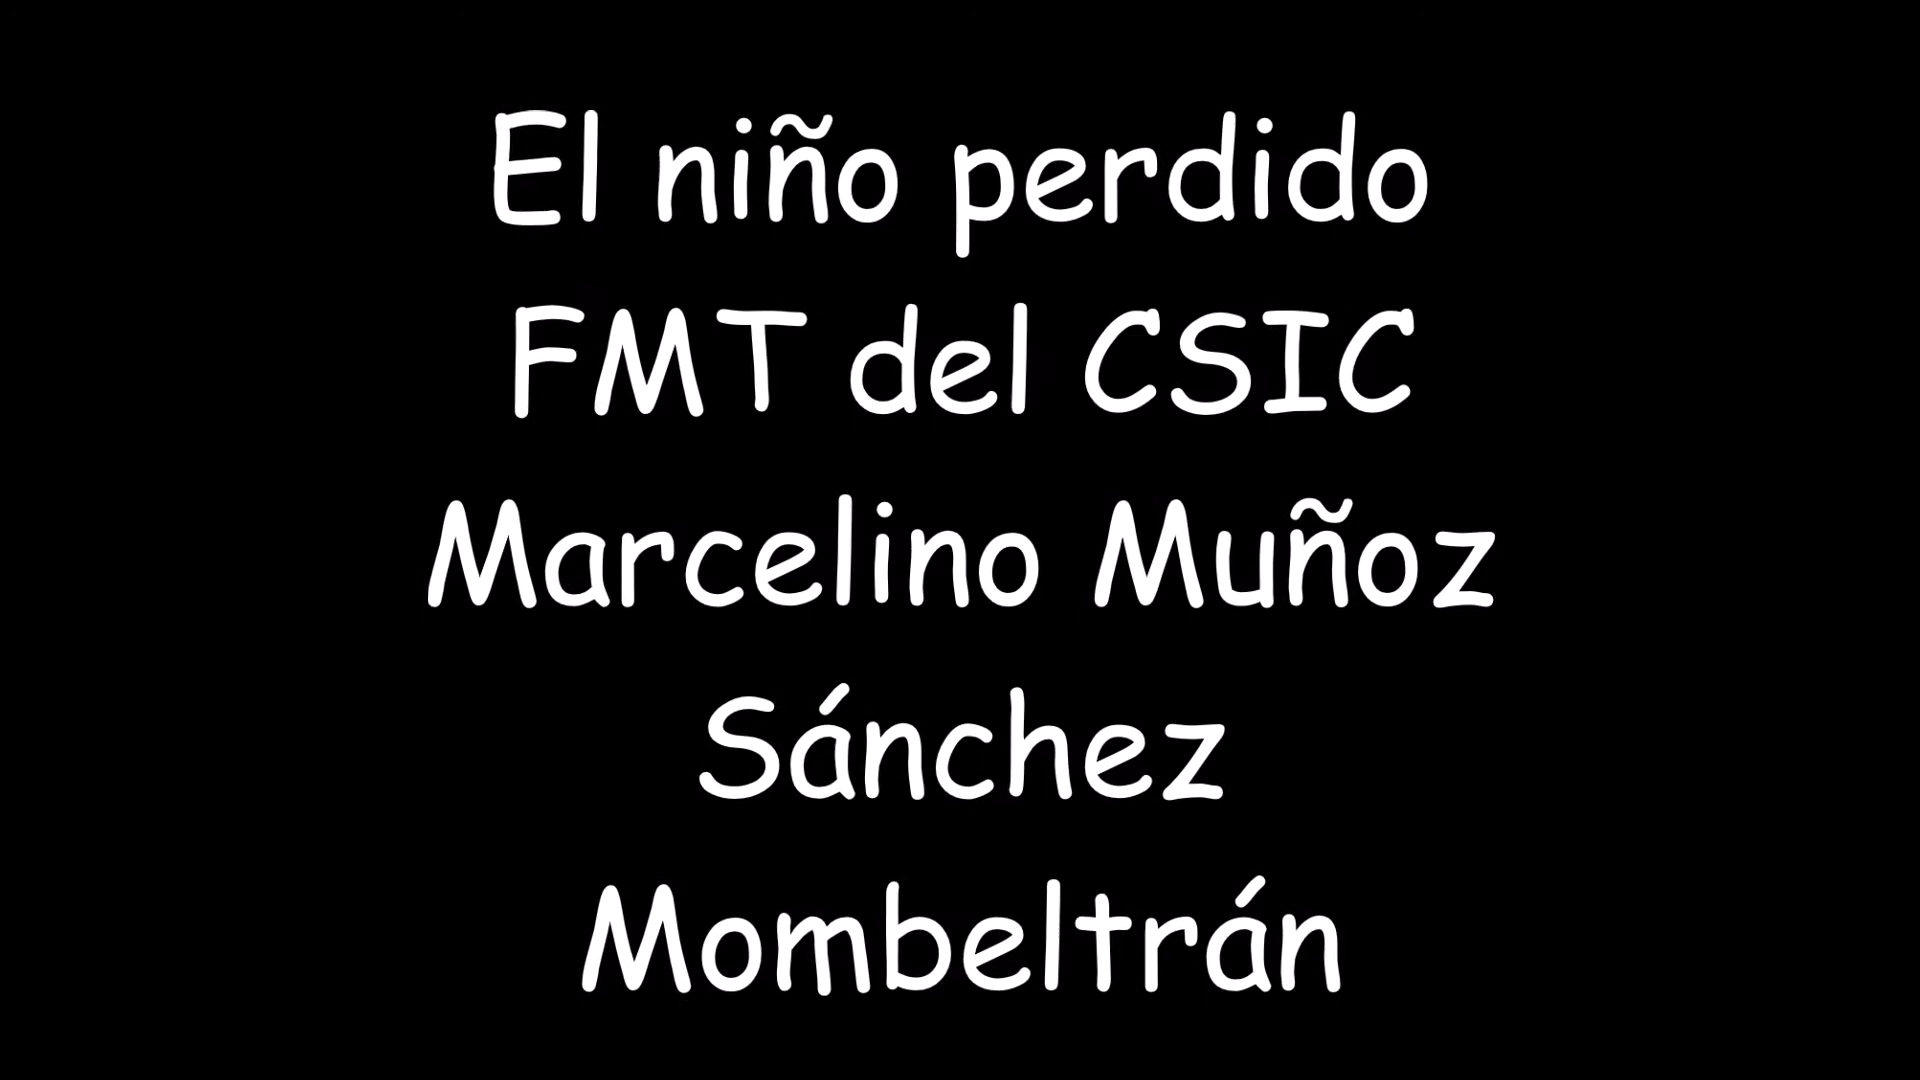 El niño perdido
FMT del CSIC
Marcelino Muñoz
Sánchez
Mombeltrán